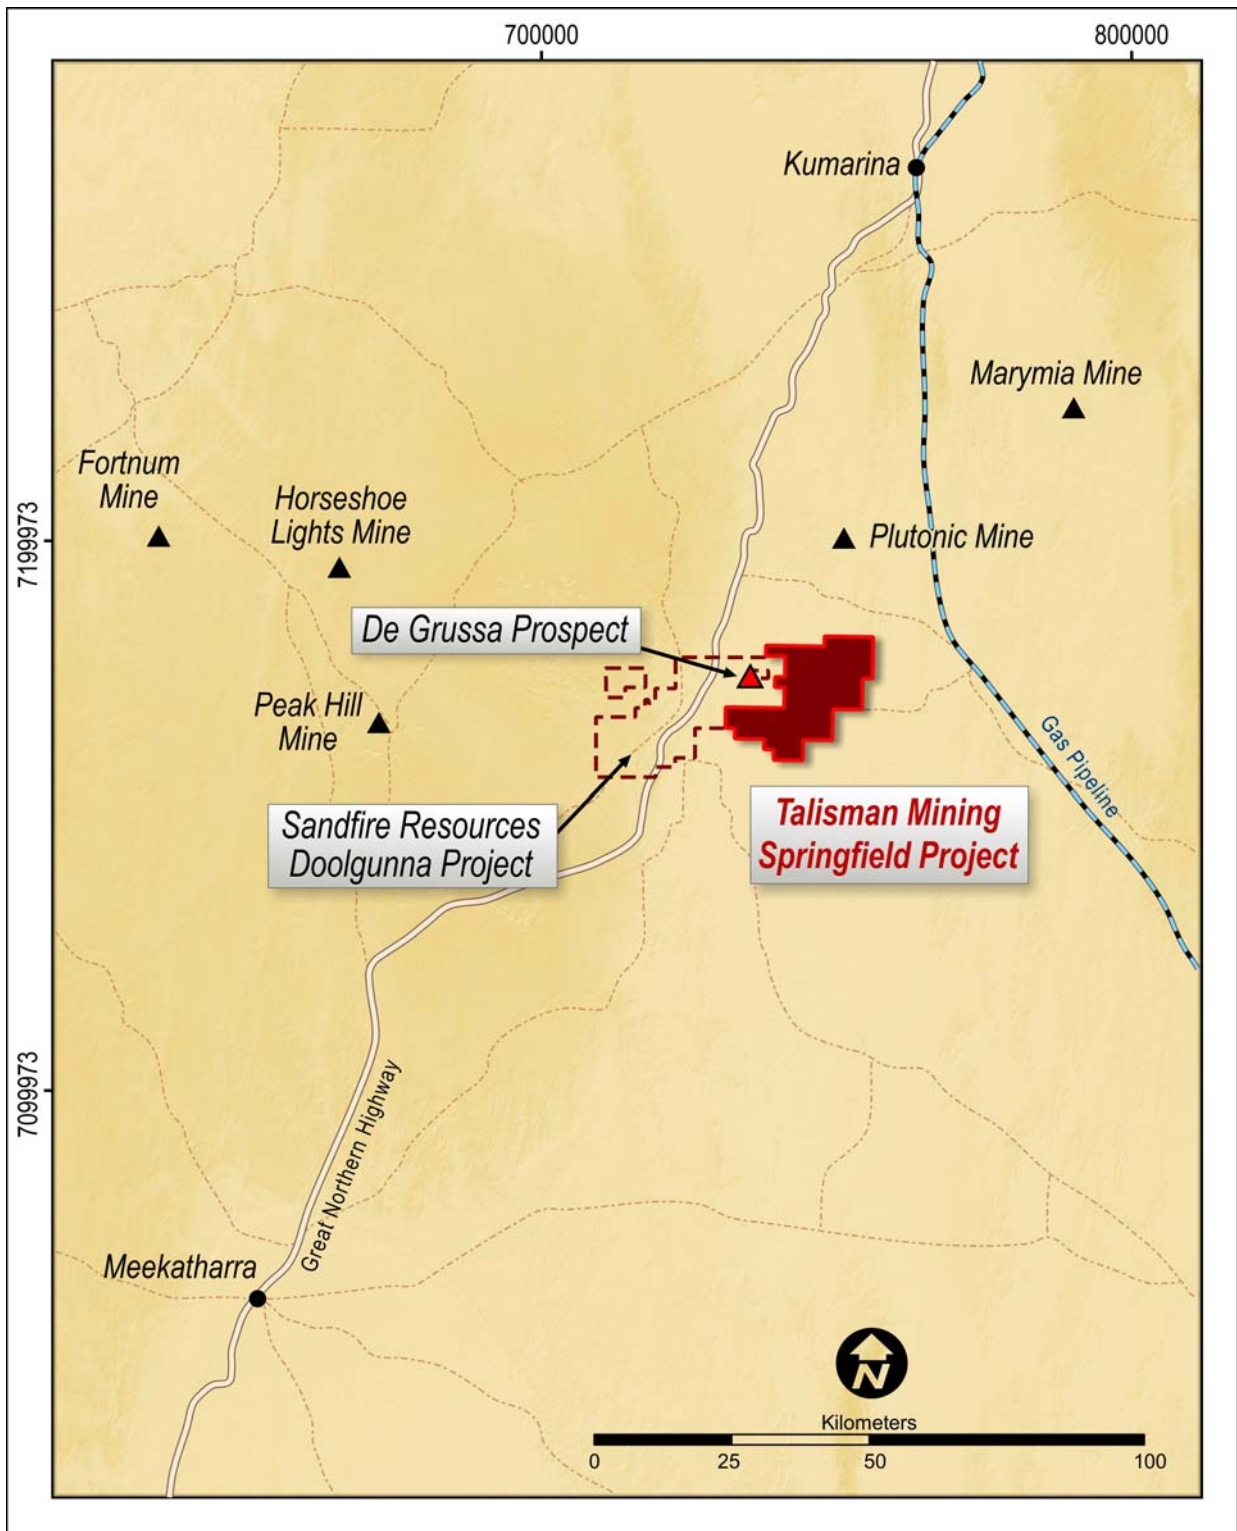 700000
800000
Kumarina
Marymia Mine
Fortnum
Mine
Horseshoe
Lights Mine
7199973
Plutonic Mine
De Grussa Prospect
Peak Hill
Mine
Gas Pipeline
Sandfire Resources
Doolgunna Project
Talisman Mining
Springfield Project
7099973
Great Northern Highway
Meekatharra
N
Kilometers
0 25 50 100